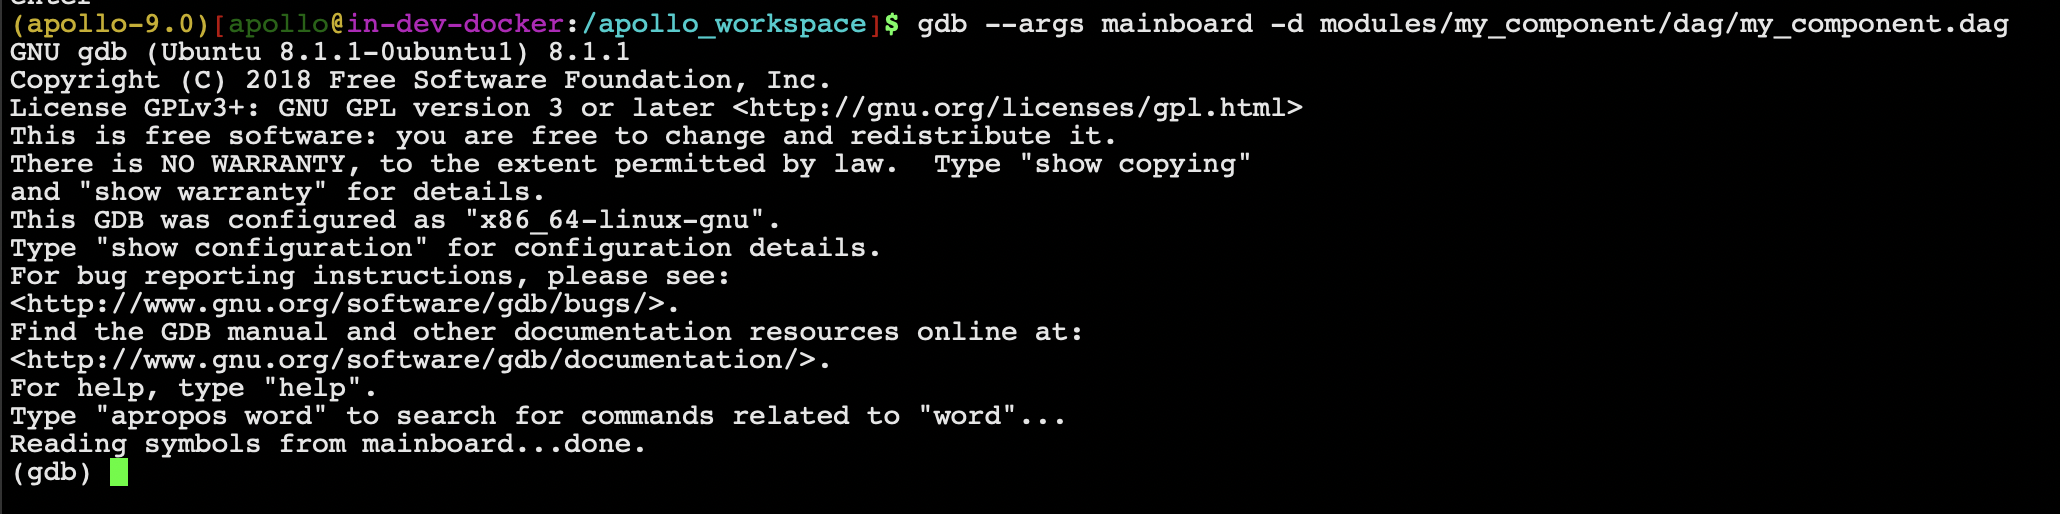 enter
(apollo-9.0)[apollo@in-dev-docker:/apollo_workspace]$ gdb --args mainboard -d modules/my_component/dag/my_component.dag
GNU gdb (Ubuntu 8.1.1-0ubuntu1) 8.1.1
Copyright (C) 2018 Free Software Foundation, Inc.
License GPLv3+: GNU GPL version 3 or later <http://gnu.org/licenses/gpl.html>
This is free software: you are free to change and redistribute it.
There is NO WARRANTY, to the extent permitted by law.  Type "show copying"
and "show warranty" for details.
This GDB was configured as "x86_64-linux-gnu".
Type "show configuration" for configuration details.
For bug reporting instructions, please see:
<http://www.gnu.org/software/gdb/bugs/>.
Find the GDB manual and other documentation resources online at:
<http://www.gnu.org/software/gdb/documentation/>.
For help, type "help".
Type "apropos word" to search for commands related to "word"...
Reading symbols from mainboard...done.
(gdb)